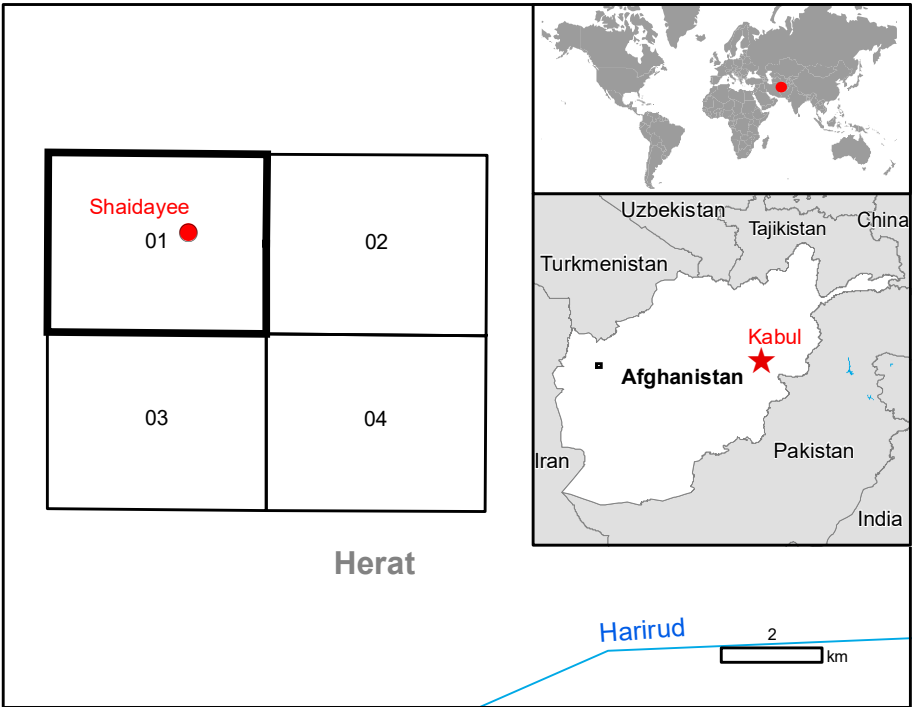 Shaidayee
01
02
03
04
Herat
Harirud
2
km
Uzbekistan
Tajikistan
China
Turkmenistan
Kabul
Afghanistan
Iran
Pakistan
India